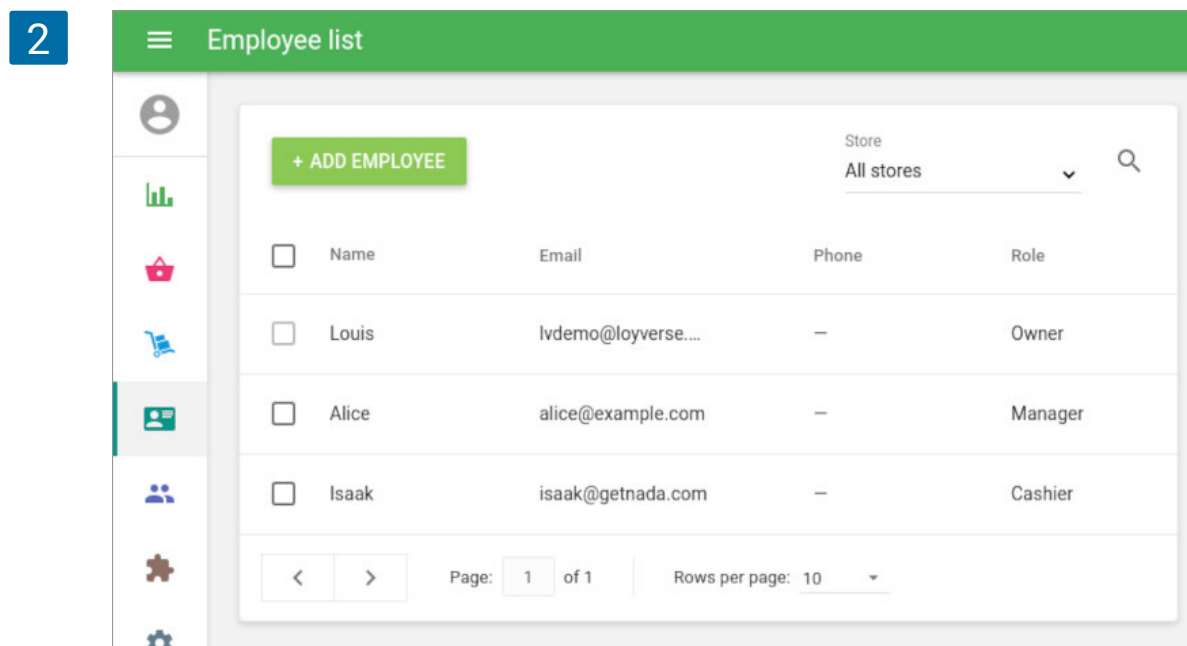 2
Employee list
+ ADD EMPLOYEE
Store
All stores
Name Email Phone Role
Louis lvdemo@loyverse.... — Owner
Alice alice@example.com — Manager
Isaak isaak@getnada.com — Cashier
Page: 1 of 1 Rows per page: 10